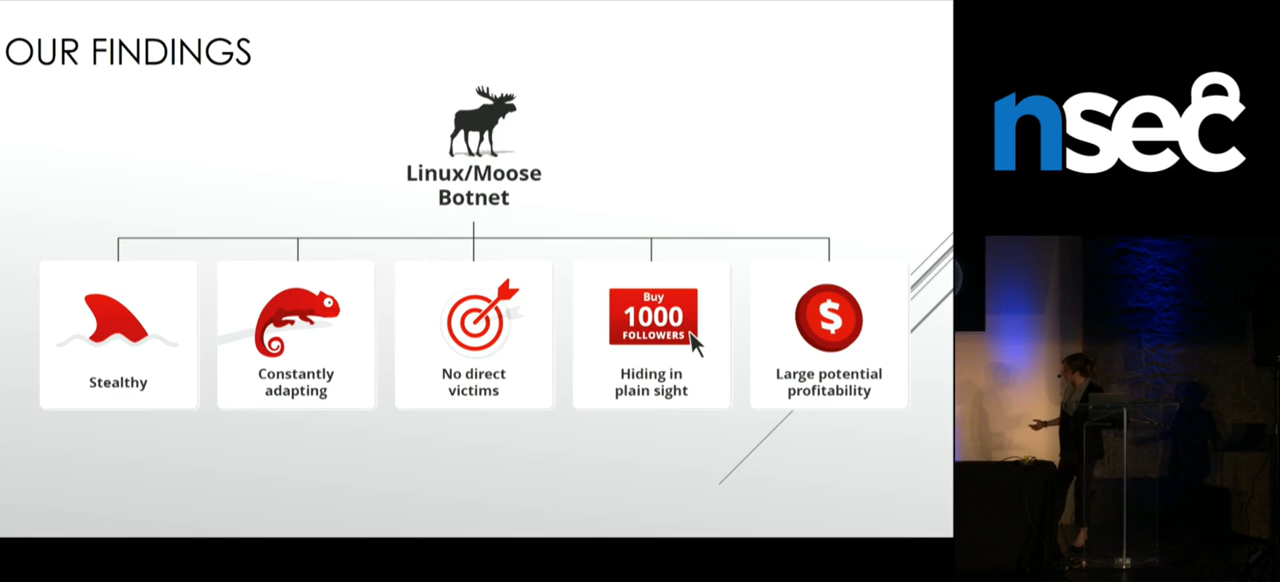 OUR FINDINGS
Linux/Moose
Botnet
Stealthy
Constantly
adapting
No direct
victims
Buy
1000
FOLLOWERS
Hiding in
plain sight
$
Large potential
profitability
nsec